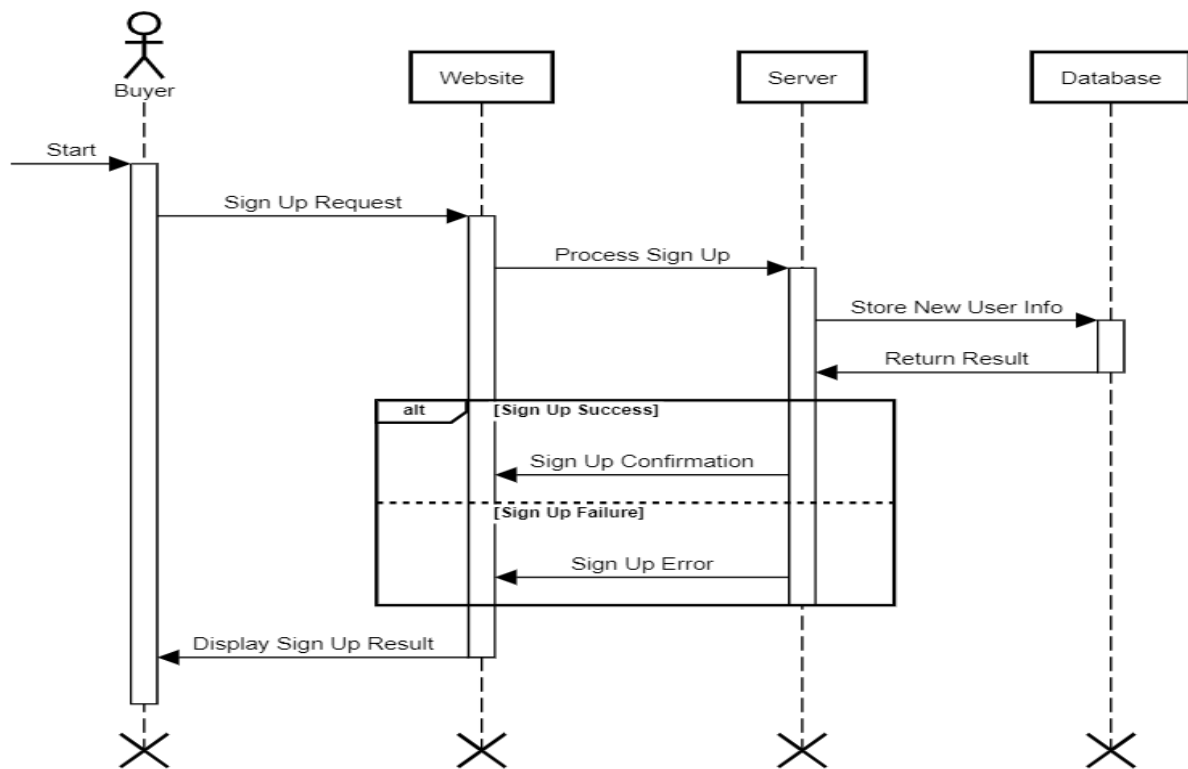 Buyer
Website
Server
Database
Start
Sign Up Request
Process Sign Up
Store New User Info
Return Result
alt
[Sign Up Success]
Sign Up Confirmation
[Sign Up Failure]
Sign Up Error
Display Sign Up Result